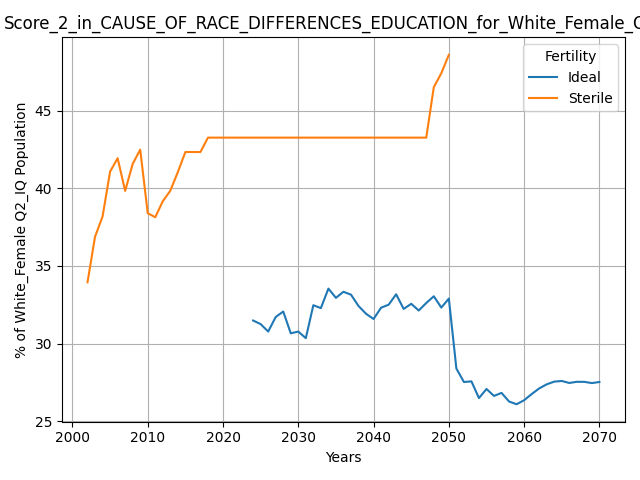 Score_2_in_CAUSE_OF_RACE_DIFFERENCES_EDUCATION_for_White_Female_
Fertility
Ideal
Sterile
45
40
35
30
25
% of White_Female Q2_IQ Population
2000 2010 2020 2030 2040 2050 2060 2070
Years